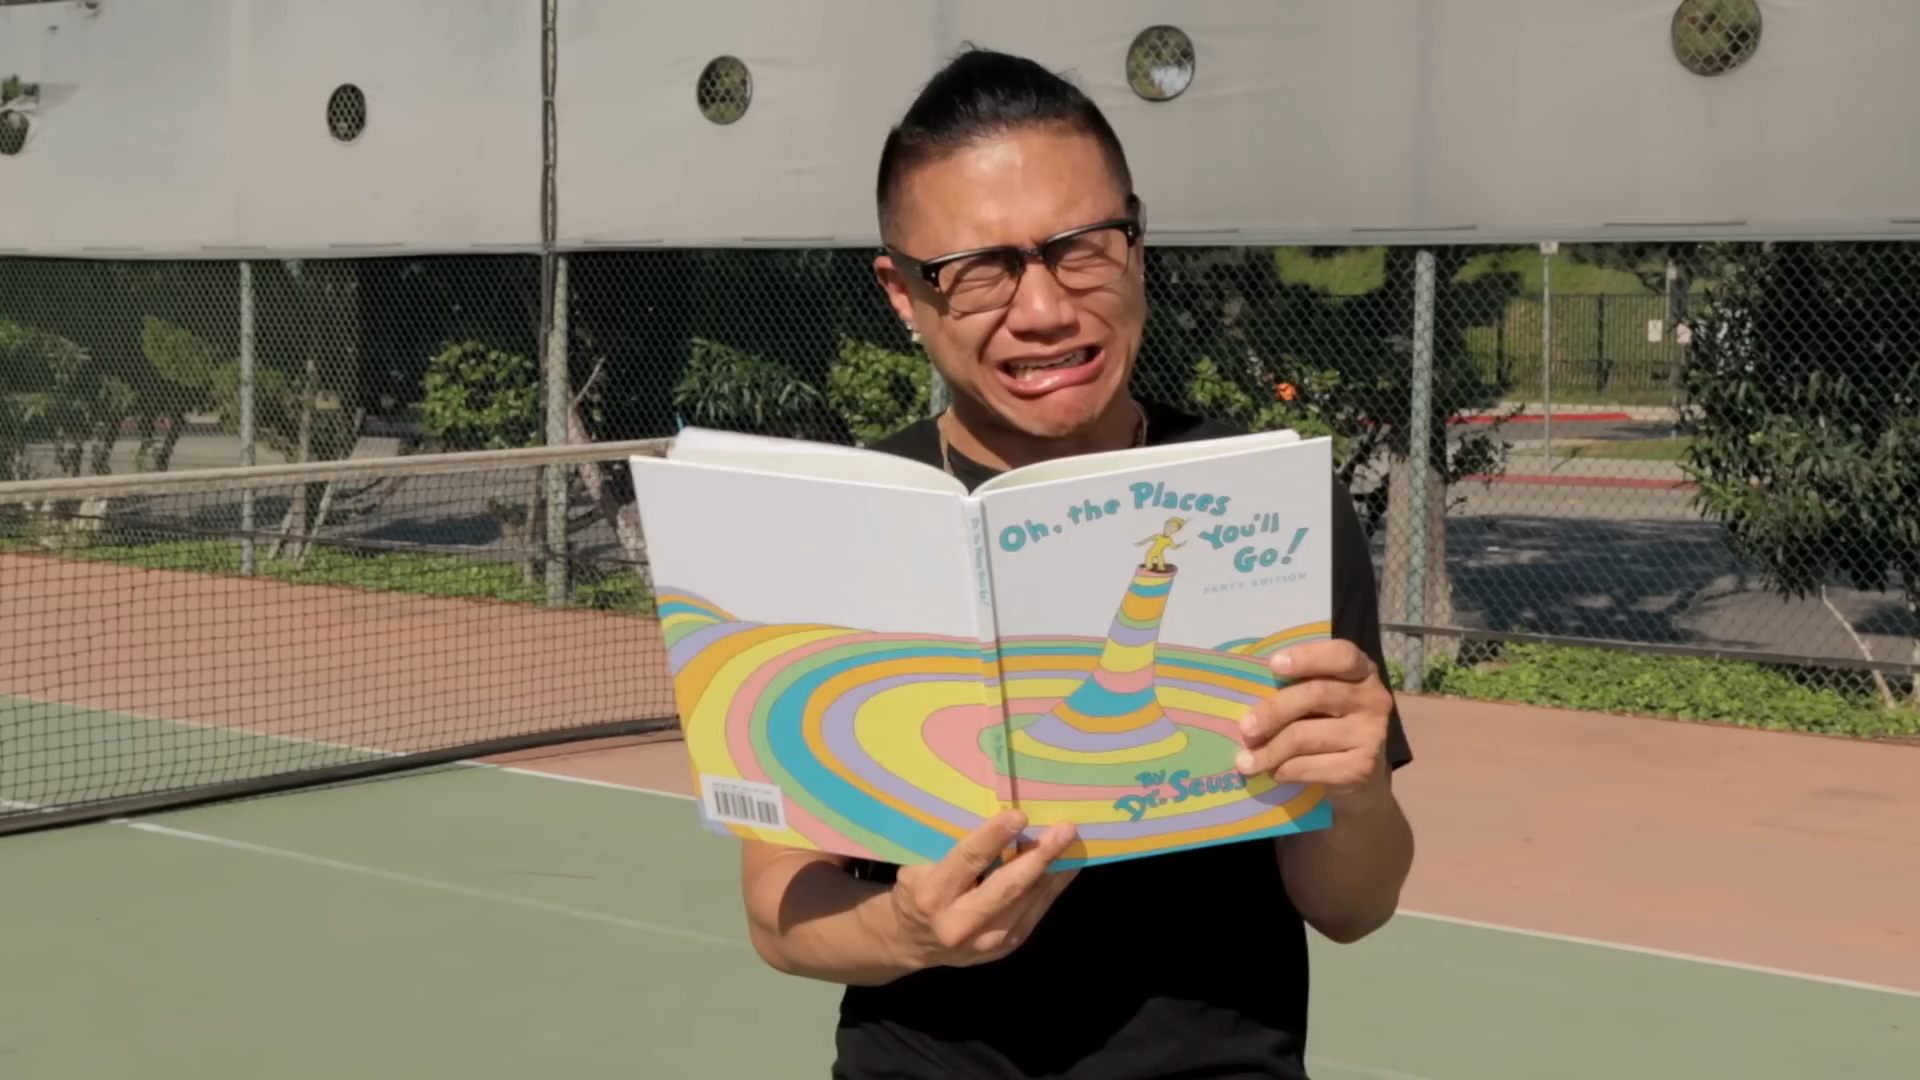 Oh, the Places
You'll
Go!
PARTY EDITION
By
Dr. Seuss